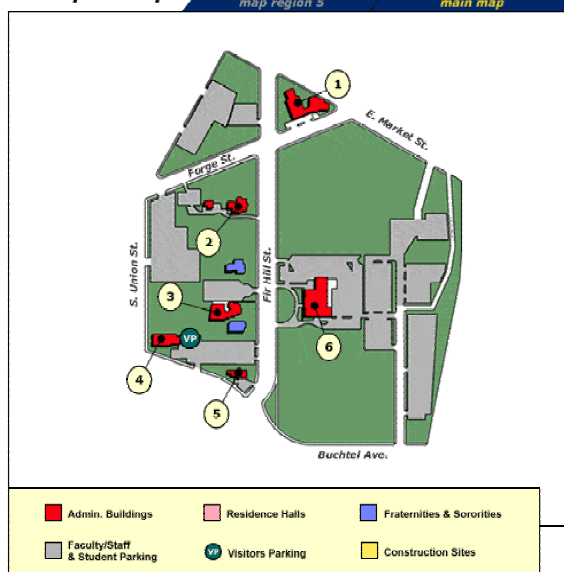 map region 5
main map
1
E. Market St.
Forge St.
2
S. Union St.
Fir Hill St.
3
VP
6
4
5
Buchtel Ave.
Admin. Buildings
Residence Halls
Fraternities & Sororities
Faculty/Staff
& Student Parking
VP
Visitors Parking
Construction Sites